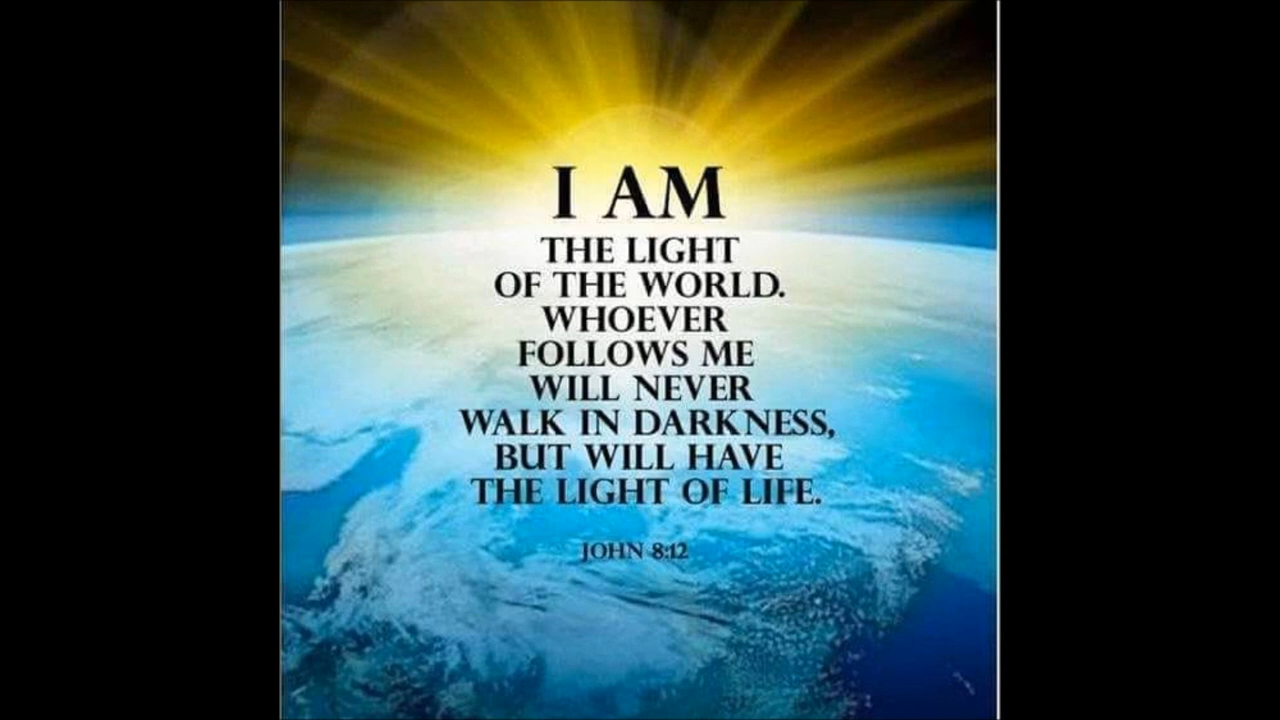 I AM
THE LIGHT
OF THE WORLD.
WHOEVER
FOLLOWS ME
WILL NEVER
WALK IN DARKNESS,
BUT WILL HAVE
THE LIGHT OF LIFE.
JOHN 8:12